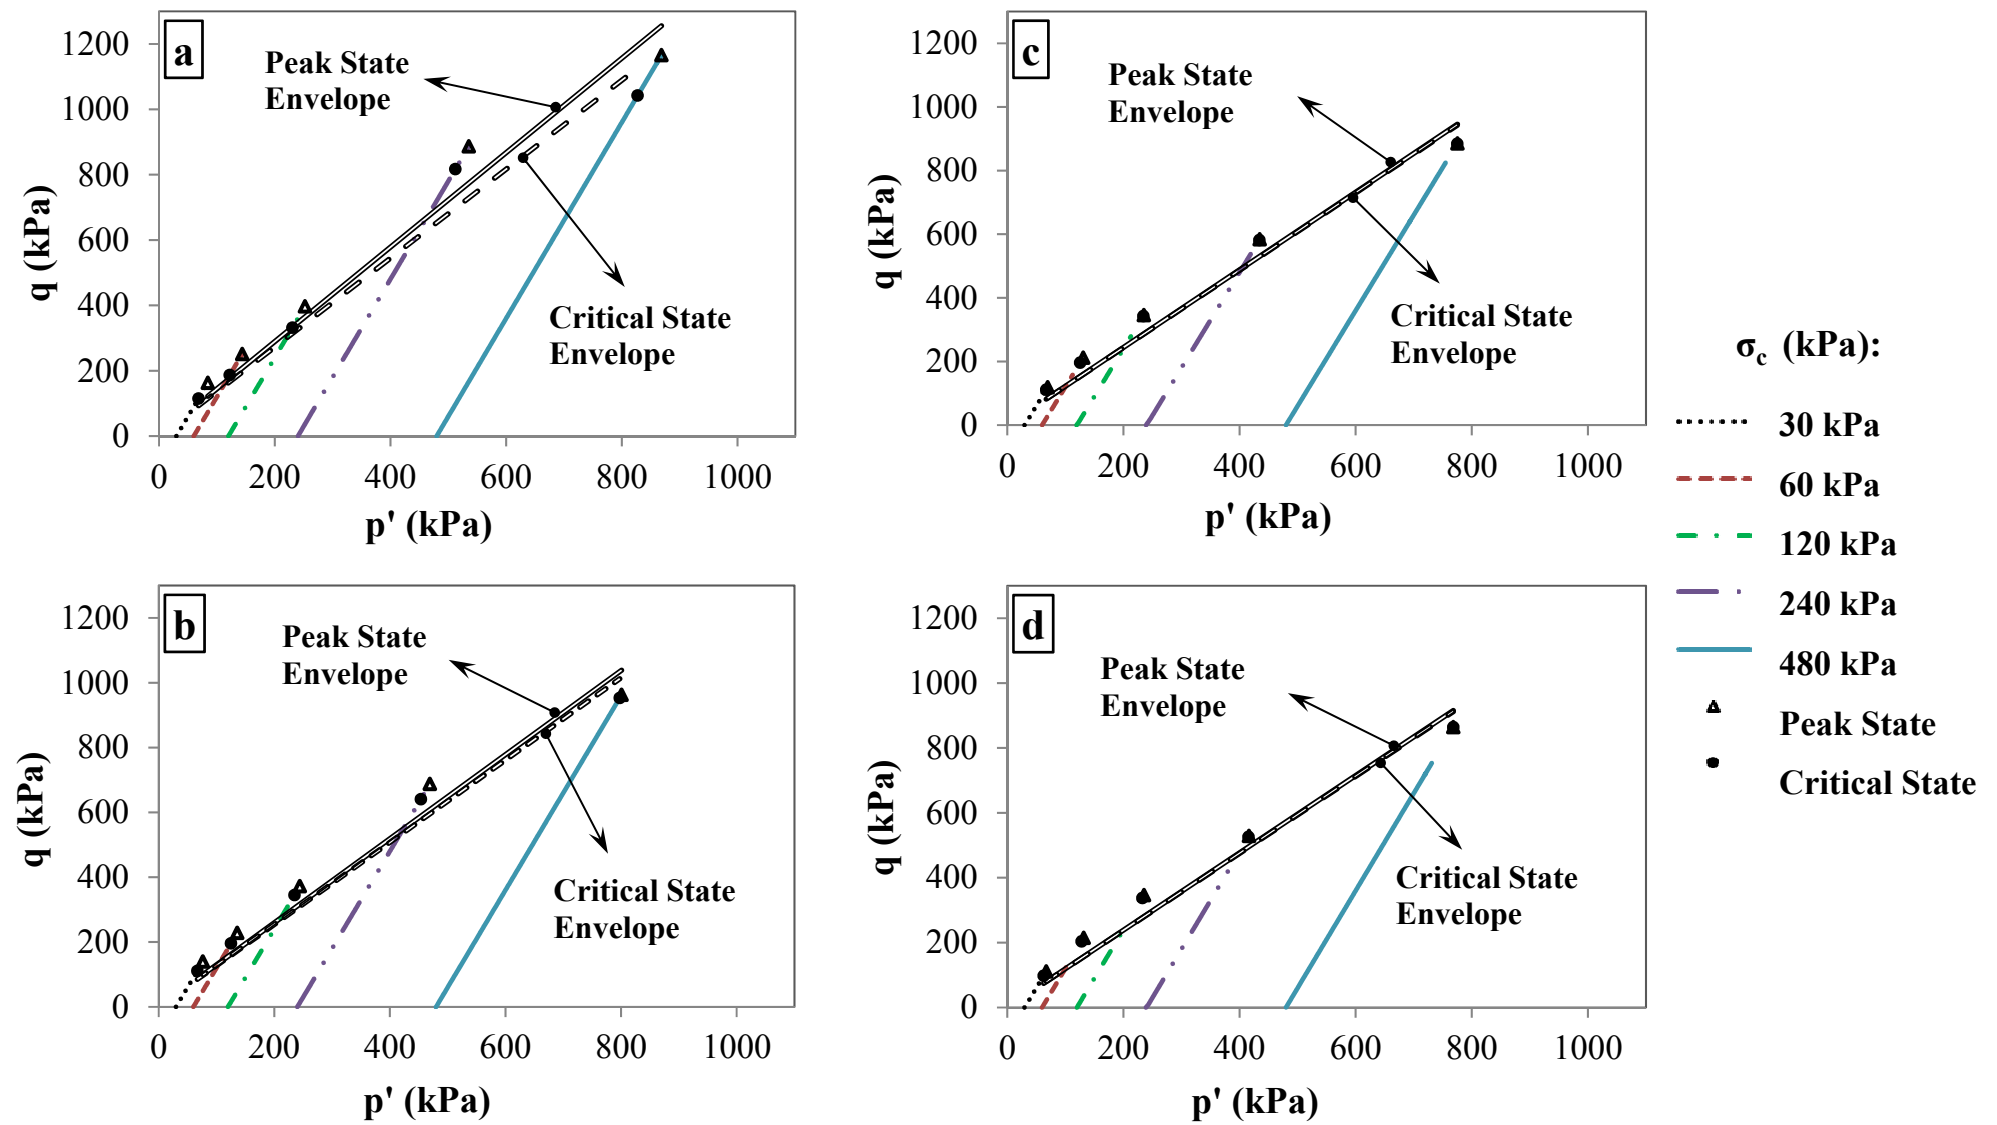 a
Peak State
Envelope
Critical State
Envelope
1200
1000
800
600
400
200
0
q (kPa)
0 200 400 600 800 1000
p' (kPa)
c
Peak State
Envelope
Critical State
Envelope
1200
1000
800
600
400
200
0
q (kPa)
0 200 400 600 800 1000
p' (kPa)
b
Peak State
Envelope
Critical State
Envelope
1200
1000
800
600
400
200
0
q (kPa)
0 200 400 600 800 1000
p' (kPa)
d
Peak State
Envelope
Critical State
Envelope
1200
1000
800
600
400
200
0
q (kPa)
0 200 400 600 800 1000
p' (kPa)
σc (kPa):
30 kPa
60 kPa
120 kPa
240 kPa
480 kPa
Peak State
Critical State